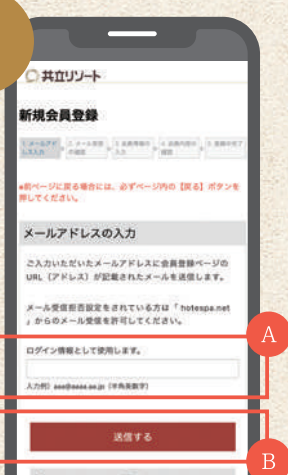 共立リゾート
新規会員登録
1.メールアド
レス入力
2.メール受信
の確認
3.会員情報の
入力
4.会員内容の
確認
5.登録の完了
※前ページに戻る場合には、必ずページ内の【戻る】ボタンを
押してください。
メールアドレスの入力
ご入力いただいたメールアドレスに会員登録ページの
URL（アドレス）が記載されたメールを送信します。
メール受信拒否設定をされている方は「 hotespa.net
」からのメール受信を許可してください。
ログイン情報として使用します。
A
入力例）aaa@aaaa.aa.jp（半角英数字）
送信する
B